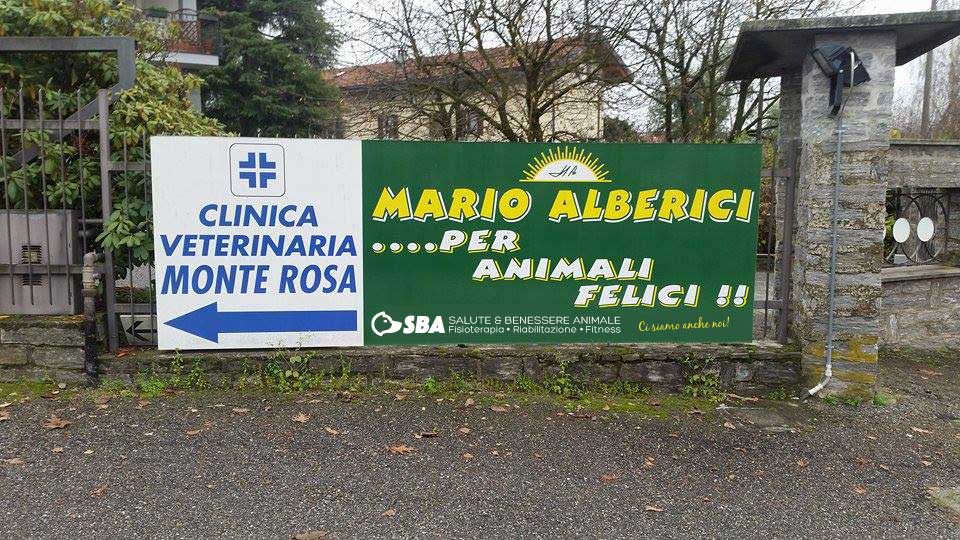 CLINICA
VETERINARIA
MONTE ROSA
MARIO ALBERICI
....PER
ANIMALI
FELICI !!
SBA SALUTE & BENESSERE ANIMALE
Fisioterapia • Riabilitazione • Fitness
Ci siamo anche noi!